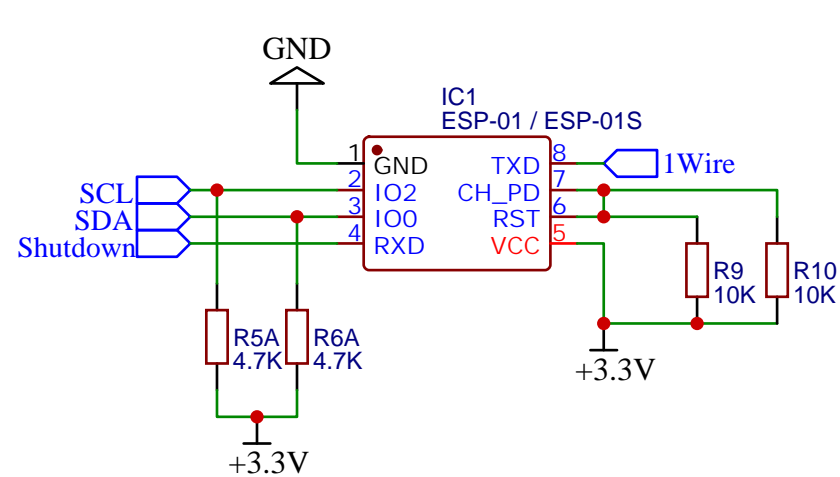 GND
IC1
ESP-01 / ESP-01S
1 GND
2 IO2
3 IO0
4 RXD
TXD 8
CH_PD 7
RST 6
VCC 5
SCL
SDA
Shutdown
1Wire
R9
10K
R10
10K
R5A
4.7K
R6A
4.7K
+3.3V
+3.3V